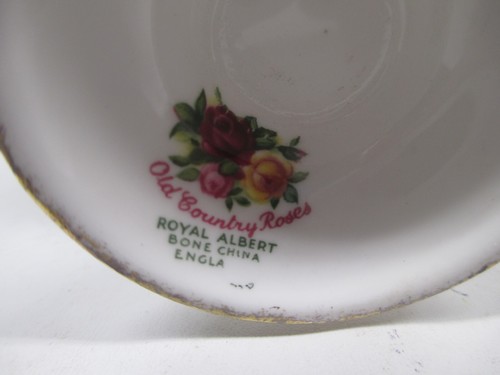 Old Country Roses
ROYAL ALBERT
BONE CHINA
ENGLA